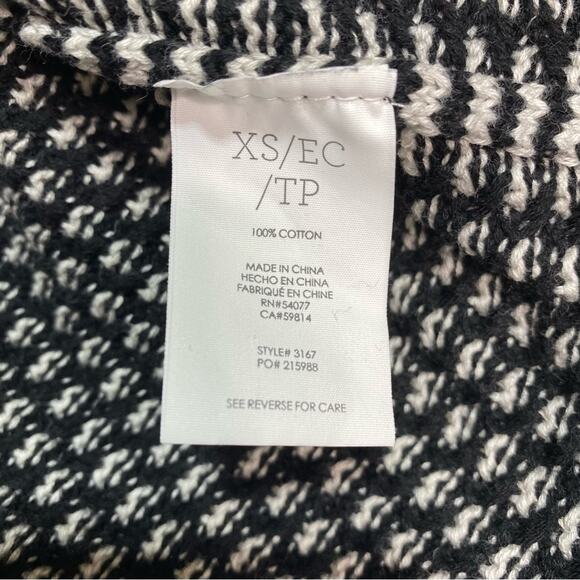 XS/EC
/TP
100% COTTON
MADE IN CHINA
HECHO EN CHINA
FABRIQUÉ EN CHINE
RN#54077
CA#59814
STYLE# 3167
PO# 215988
SEE REVERSE FOR CARE